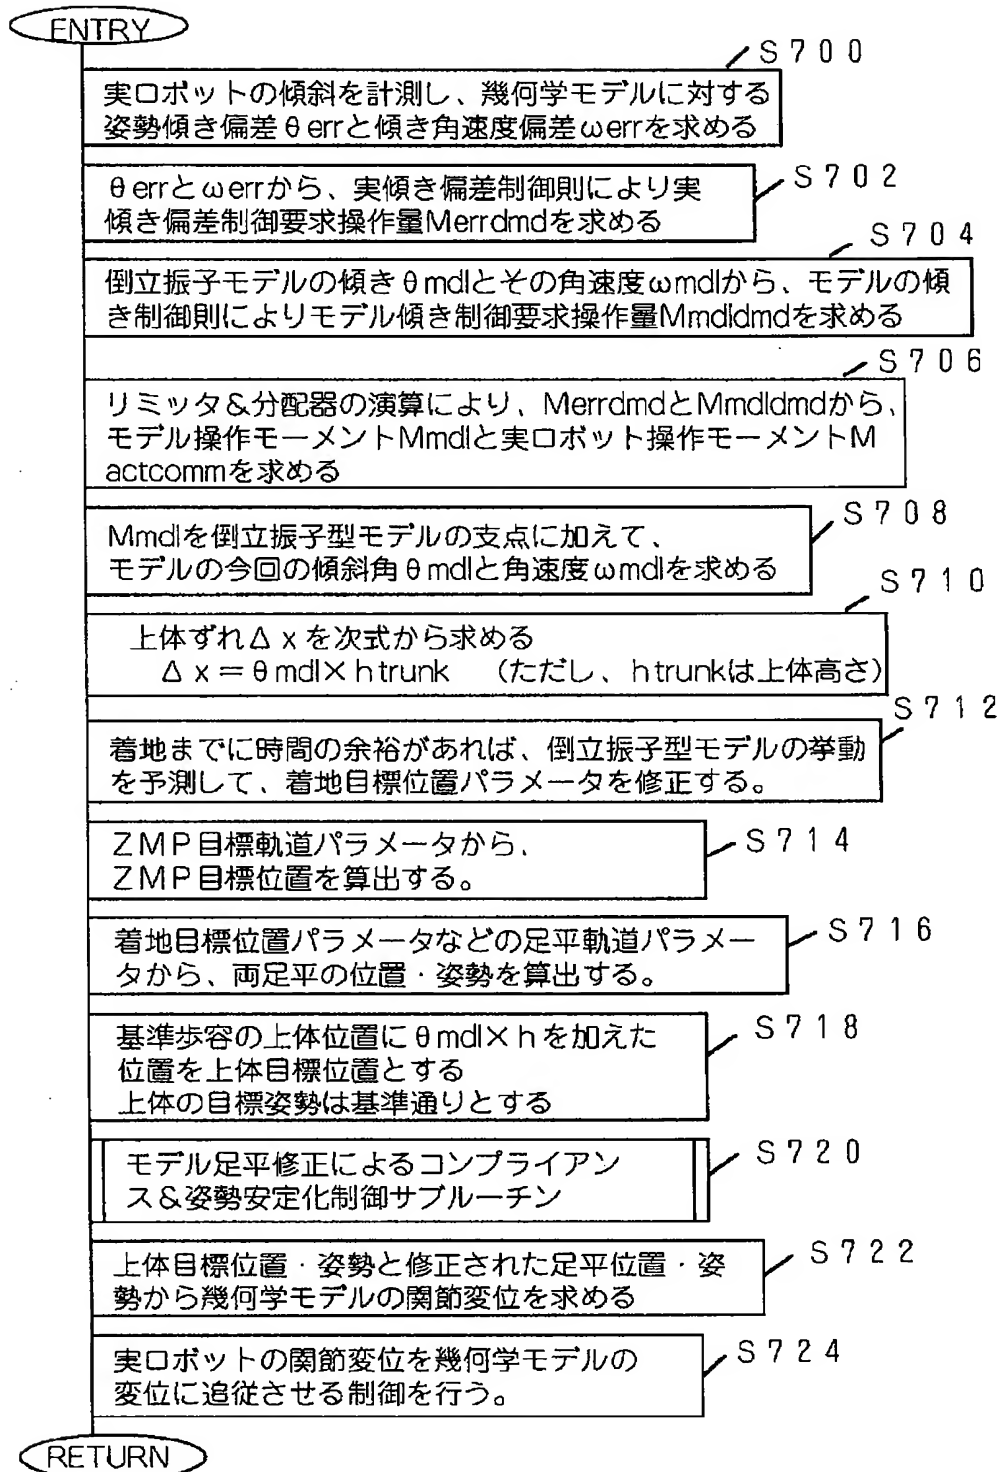 ENTRY
S700
実ロボットの傾斜を計測し、幾何学モデルに対する
姿勢傾き偏差θerrと傾き角速度偏差ωerrを求める
S702
θerrとωerrから、実傾き偏差制御則により実
傾き偏差制御要求操作量Merrdmdを求める
S704
倒立振子モデルの傾きθmdlとその角速度ωmdlから、モデルの傾
き制御則によりモデル傾き制御要求操作量Mmdldmdを求める
S706
リミッタ&分配器の演算により、MerrdmdとMmdldmdから、
モデル操作モーメントMmdlと実ロボット操作モーメントM
actcommを求める
S708
Mmdlを倒立振子型モデルの支点に加えて、
モデルの今回の傾斜角θmdlと角速度ωmdlを求める
S710
上体ずれΔxを次式から求める
Δx=θmdl×htrunk (ただし、htrunkは上体高さ)
S712
着地までに時間の余裕があれば、倒立振子型モデルの挙動
を予測して、着地目標位置パラメータを修正する。
S714
ZMP目標軌道パラメータから、
ZMP目標位置を算出する。
S716
着地目標位置パラメータなどの足平軌道パラメー
タから、両足平の位置・姿勢を算出する。
S718
基準歩容の上体位置にθmdl×hを加えた
位置を上体目標位置とする
上体の目標姿勢は基準通りとする
S720
モデル足平修正によるコンプライアン
ス&姿勢安定化制御サブルーチン
S722
上体目標位置・姿勢と修正された足平位置・姿
勢から幾何学モデルの関節変位を求める
S724
実ロボットの関節変位を幾何学モデルの
変位に追従させる制御を行う。
RETURN